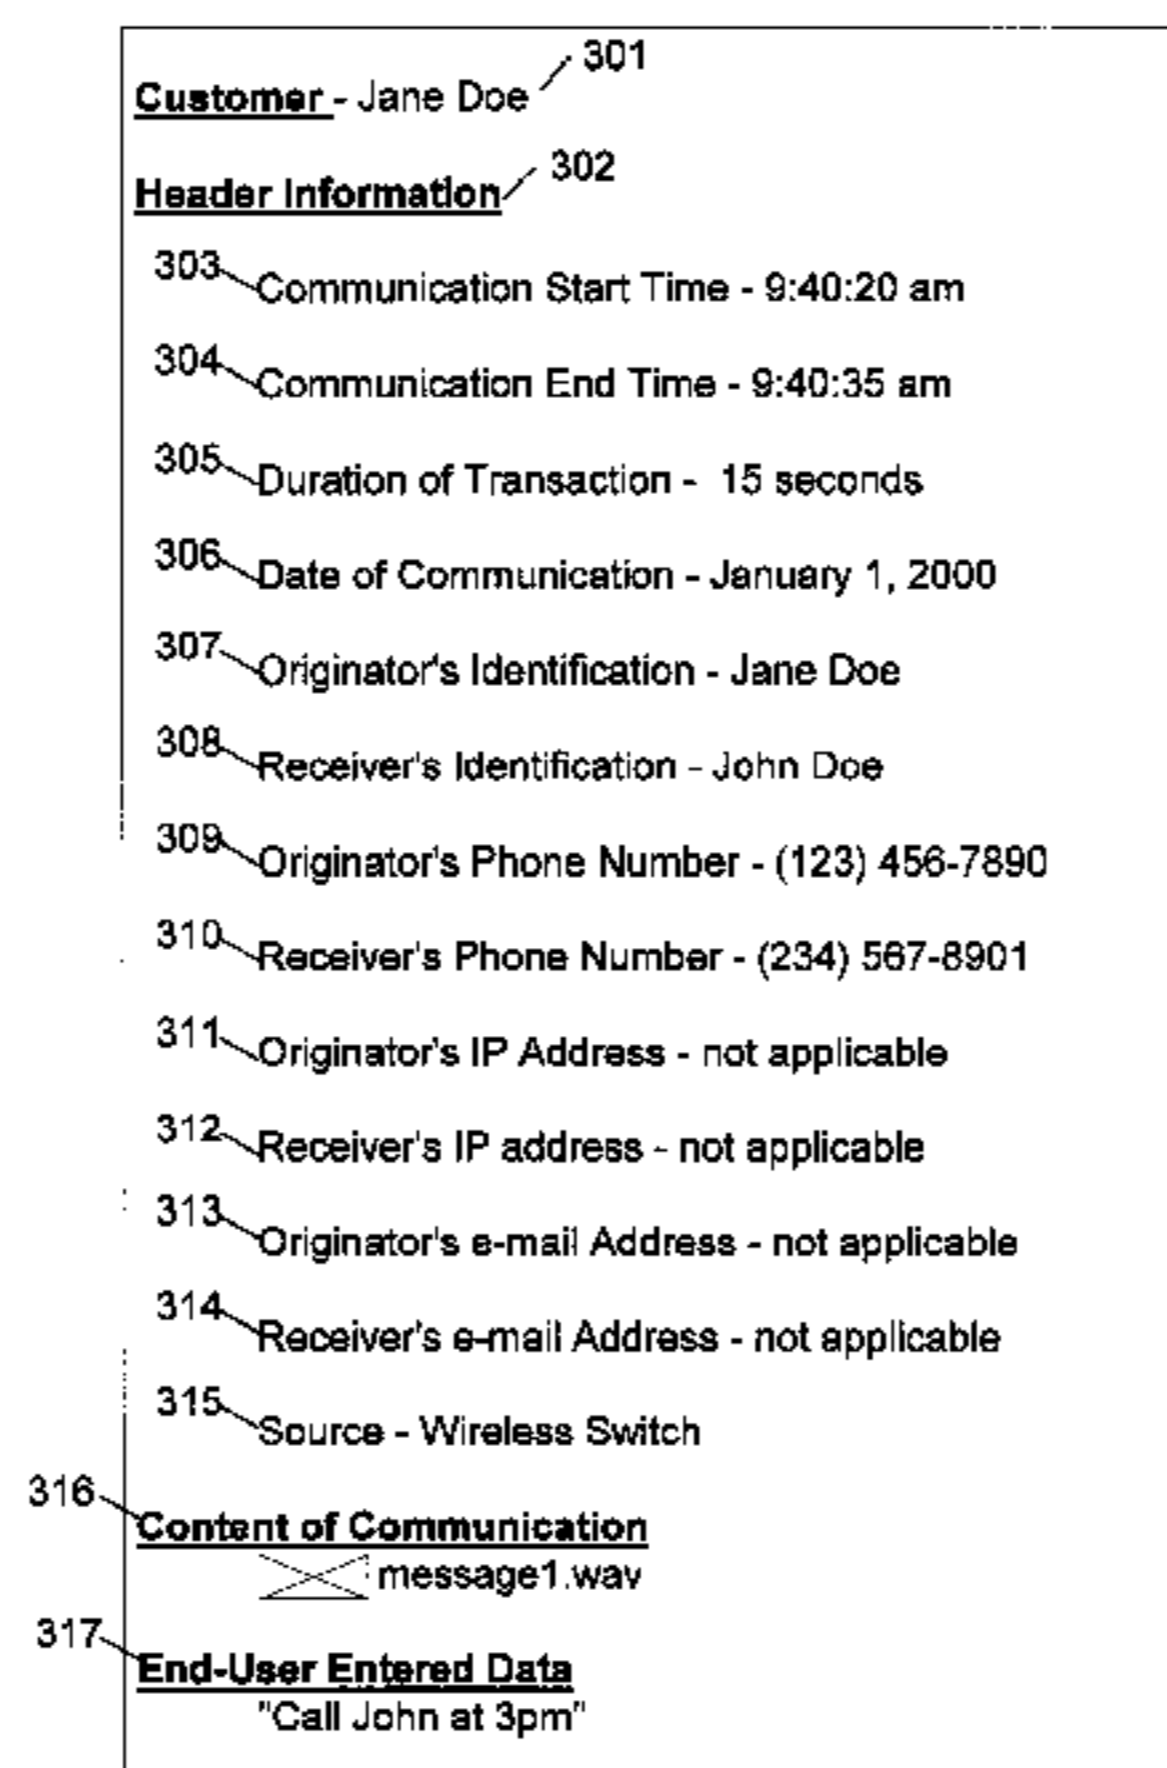 301
Customer - Jane Doe
302
Header Information
303
Communication Start Time - 9:40:20 am
304
Communication End Time - 9:40:35 am
305
Duration of Transaction - 15 seconds
306
Date of Communication - January 1, 2000
307
Originator's Identification - Jane Doe
308
Receiver's Identification - John Doe
309
Originator's Phone Number - (123) 456-7890
310
Receiver's Phone Number - (234) 567-8901
311
Originator's IP Address - not applicable
312
Receiver's IP address - not applicable
313
Originator's e-mail Address - not applicable
314
Receiver's e-mail Address - not applicable
315
Source - Wireless Switch
316
Content of Communication
message1.wav
317
End-User Entered Data
"Call John at 3pm"